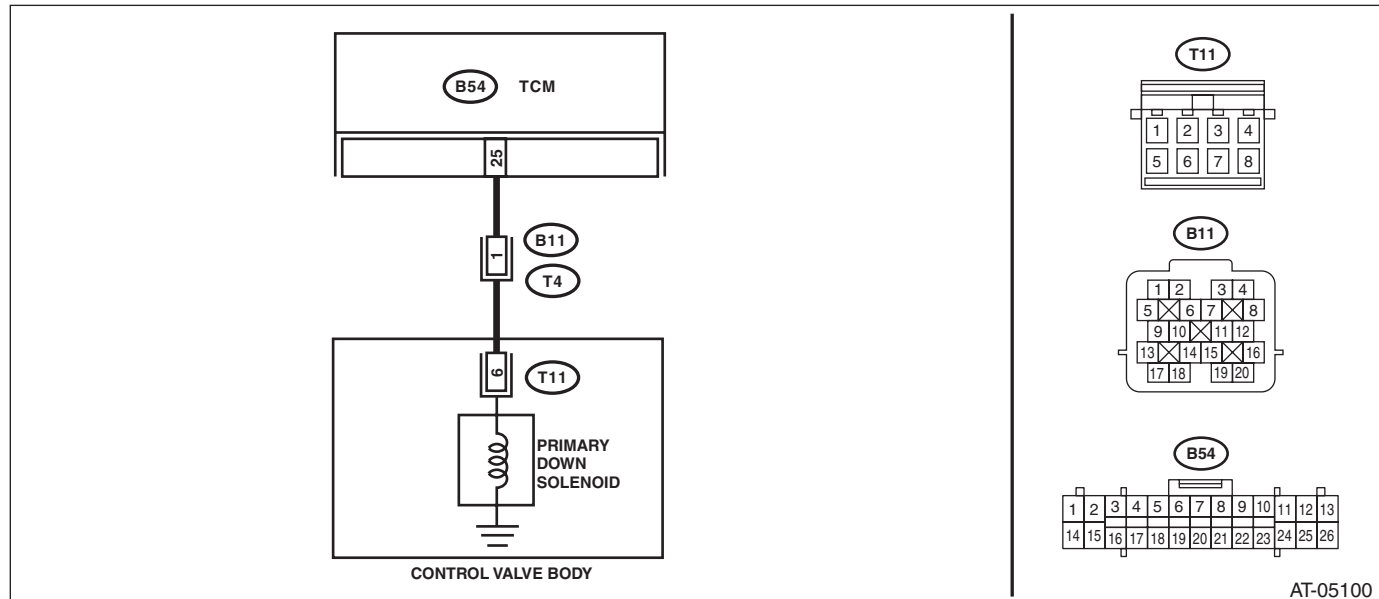 B54 TCM
25
1
B11
T4
6
T11
PRIMARY
DOWN
SOLENOID
CONTROL VALVE BODY
T11
1 2 3 4
5 6 7 8
B11
1 2 3 4
5 6 7 8
9 10 11 12
13 14 15 16
17 18 19 20
B54
1 2 3 4 5 6 7 8 9 10 11 12 13
14 15 16 17 18 19 20 21 22 23 24 25 26
AT-05100